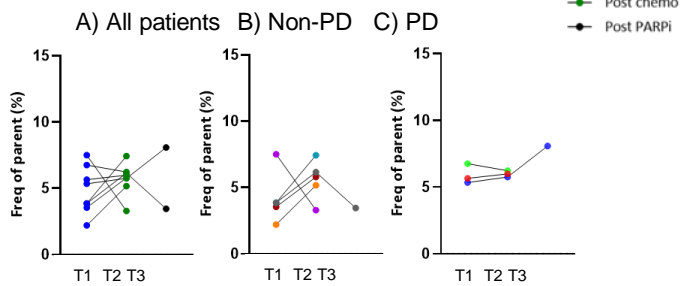 A) All patients B) Non-PD C) PD
Post chemo
Post PARPi
15
10
5
0
Freq of parent (%)
T1 T2 T3
15
10
5
0
Freq of parent (%)
T1 T2 T3
15
10
5
0
Freq of parent (%)
T1 T2 T3